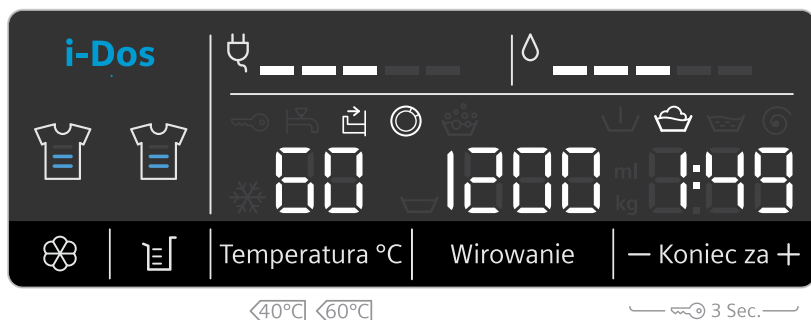 i-Dos
60 1200 ml kg 1:49
Temperatura °C Wirowanie − Koniec za +
40°C 60°C 3 Sec.